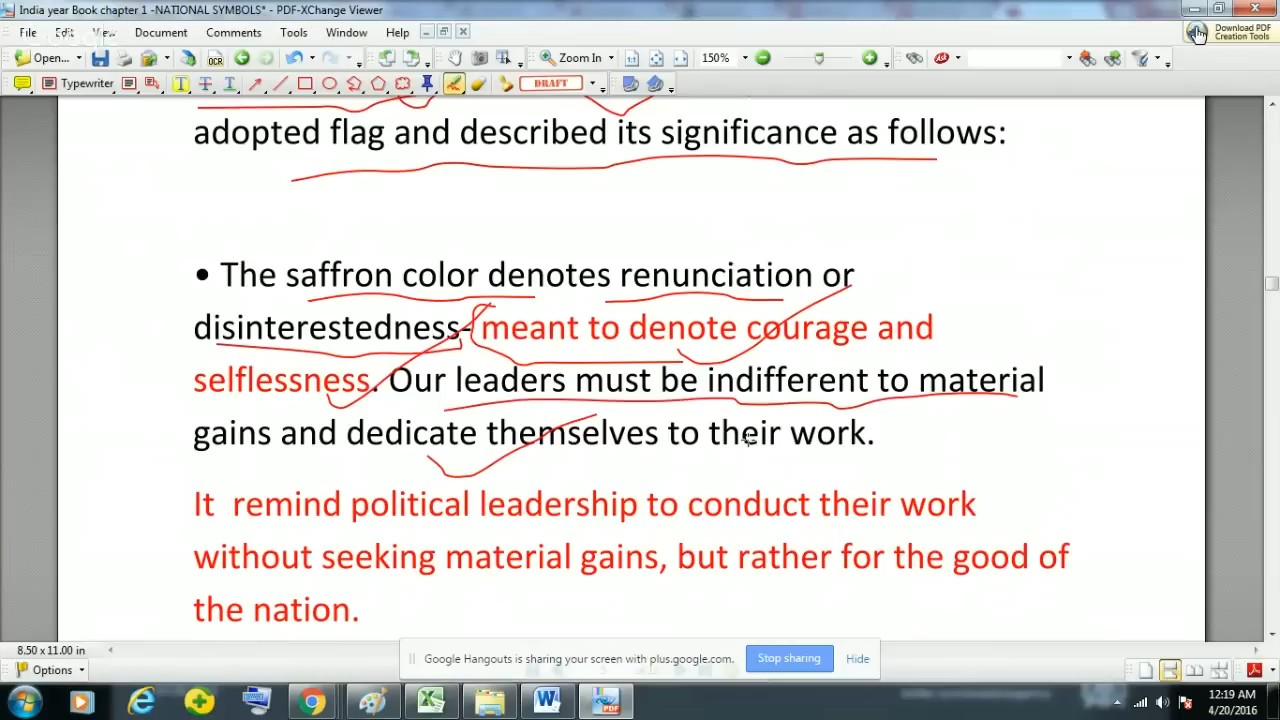 India year Book chapter 1 -NATIONAL SYMBOLS* - PDF-XChange Viewer
File Edit View Document Comments Tools Window Help
Download PDF
Creation Tools
Open... OCR Zoom In 150%
Typewriter DRAFT
adopted flag and described its significance as follows:
• The saffron color denotes renunciation or
disinterestedness- meant to denote courage and
selflessness. Our leaders must be indifferent to material
gains and dedicate themselves to their work.
It remind political leadership to conduct their work
without seeking material gains, but rather for the good of
the nation.
8.50 x 11.00 in
Google Hangouts is sharing your screen with plus.google.com. Stop sharing Hide
Options
12:19 AM
4/20/2016